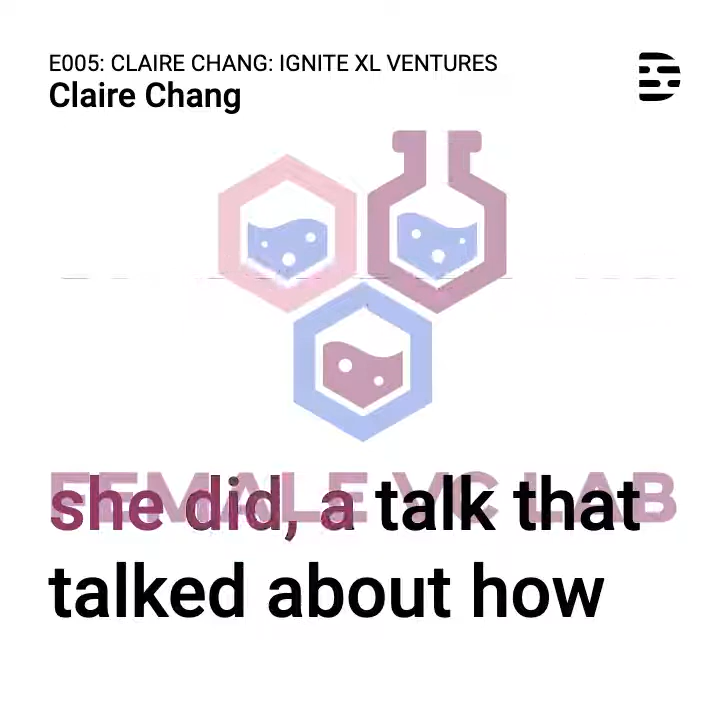 E005: CLAIRE CHANG: IGNITE XL VENTURES
Claire Chang
FEMALE VC LAB
she did, a talk that
talked about how